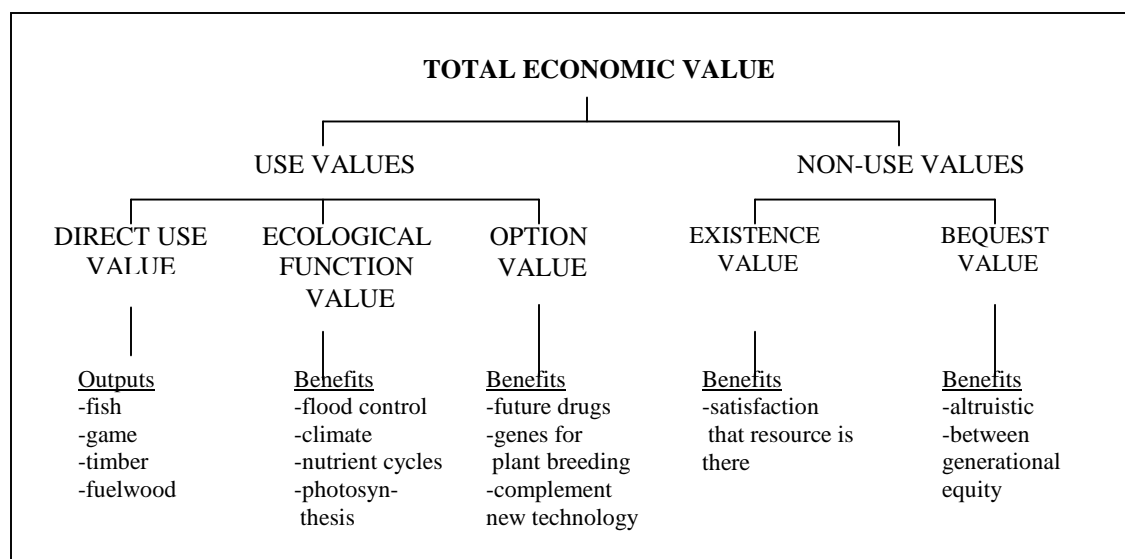 TOTAL ECONOMIC VALUE
USE VALUES
NON-USE VALUES
DIRECT USE
VALUE
ECOLOGICAL
FUNCTION
VALUE
OPTION
VALUE
EXISTENCE
VALUE
BEQUEST
VALUE
Outputs
-fish
-game
-timber
-fuelwood
Benefits
-flood control
-climate
-nutrient cycles
-photosyn-
thesis
Benefits
-future drugs
-genes for
plant breeding
-complement
new technology
Benefits
-satisfaction
that resource is
there
Benefits
-altruistic
-between
generational
equity